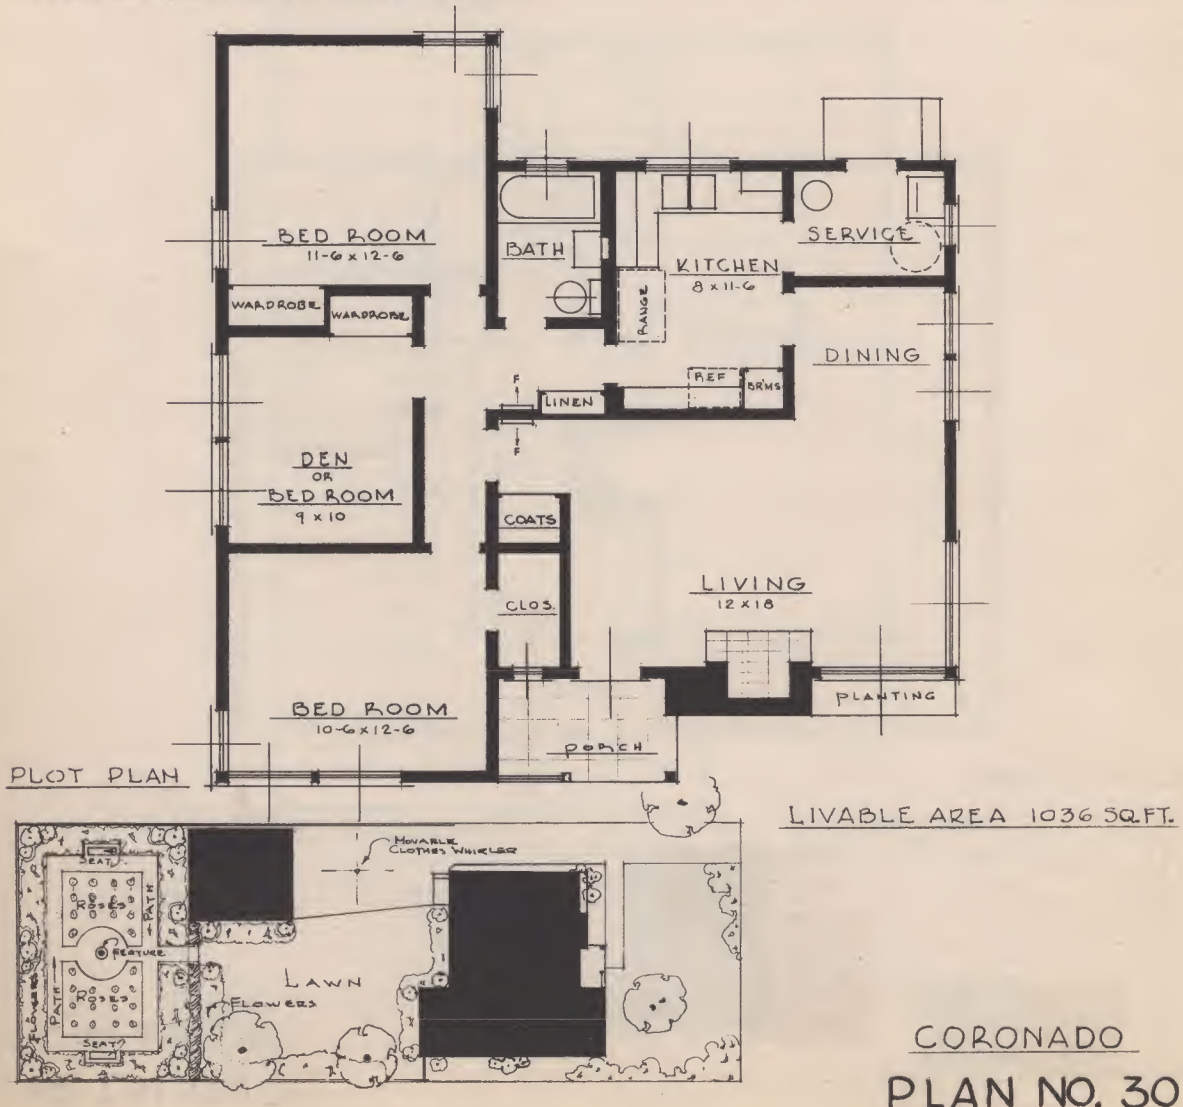 BED ROOM
11-6 x 12-6
WARDROBE
WARDROBE
BATH
KITCHEN
8 x 11-6
RANGE
SERVICE
DINING
REF
BR'MS
LINEN
F
F
DEN
OR
BED ROOM
9 x 10
COATS
CLOS.
LIVING
12 x 18
PLANTING
BED ROOM
10-6 x 12-6
PORCH
PLOT PLAN
LIVABLE AREA 1036 SQ.FT.
MOVABLE
CLOTHES WHIRLER
SEAT
ROSES
PATH
FEATURE
FLOWERS
PATH
ROSES
SEAT
LAWN
FLOWERS
CORONADO
PLAN NO. 30